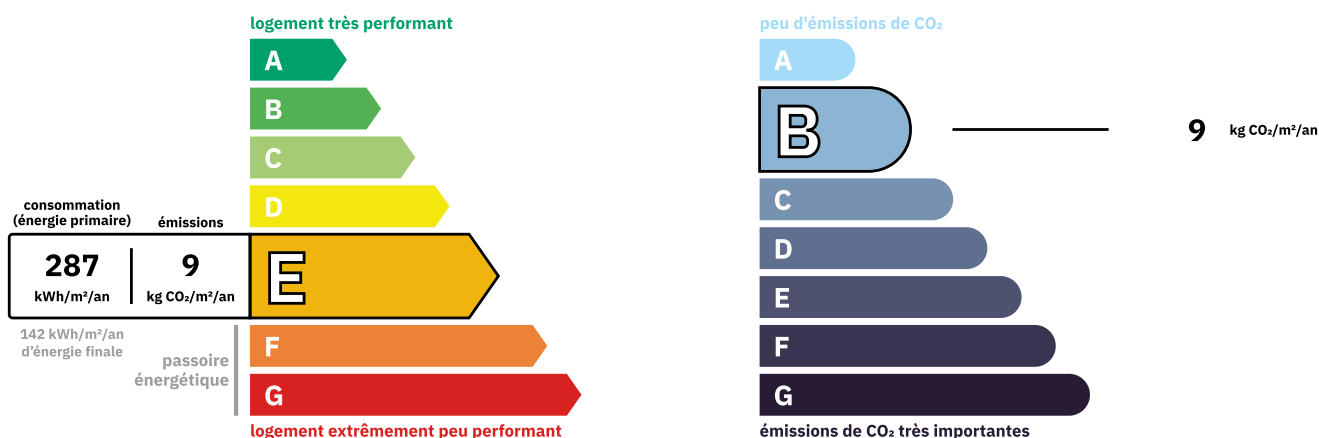 logement très performant
A
B
C
D
consommation
(énergie primaire)
émissions
287
kWh/m²/an
9
kg CO₂/m²/an
E
142 kWh/m²/an
d'énergie finale
passoire
énergétique
F
G
logement extrêmement peu performant
peu d'émissions de CO₂
A
B
9 kg CO₂/m²/an
C
D
E
F
G
émissions de CO₂ très importantes